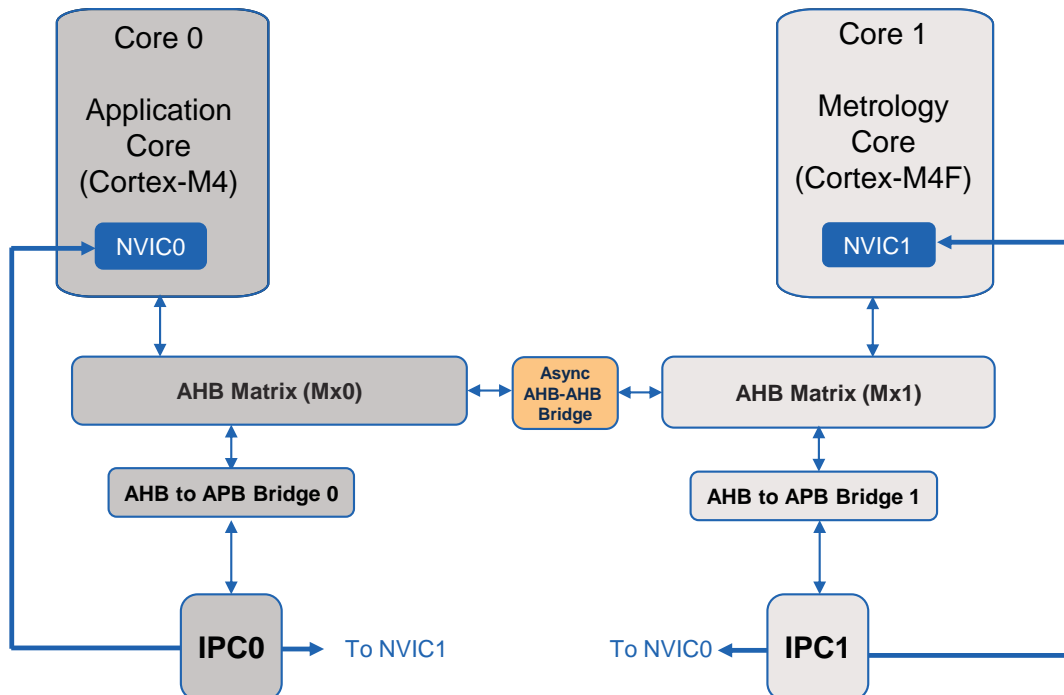 Core 0
Application
Core
(Cortex-M4)
NVIC0
Core 1
Metrology
Core
(Cortex-M4F)
NVIC1
AHB Matrix (Mx0)
Async
AHB-AHB
Bridge
AHB Matrix (Mx1)
AHB to APB Bridge 0
AHB to APB Bridge 1
IPC0
To NVIC1
To NVIC0
IPC1